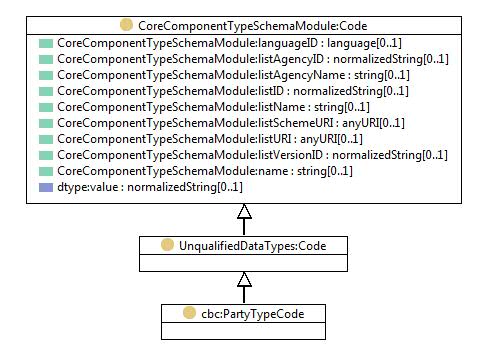 CoreComponentTypeSchemaModule:Code
CoreComponentTypeSchemaModule:languageID : language[0..1]
CoreComponentTypeSchemaModule:listAgencyID : normalizedString[0..1]
CoreComponentTypeSchemaModule:listAgencyName : string[0..1]
CoreComponentTypeSchemaModule:listID : normalizedString[0..1]
CoreComponentTypeSchemaModule:listName : string[0..1]
CoreComponentTypeSchemaModule:listSchemeURI : anyURI[0..1]
CoreComponentTypeSchemaModule:listURI : anyURI[0..1]
CoreComponentTypeSchemaModule:listVersionID : normalizedString[0..1]
CoreComponentTypeSchemaModule:name : string[0..1]
dtype:value : normalizedString[0..1]
UnqualifiedDataTypes:Code
cbc:PartyTypeCode